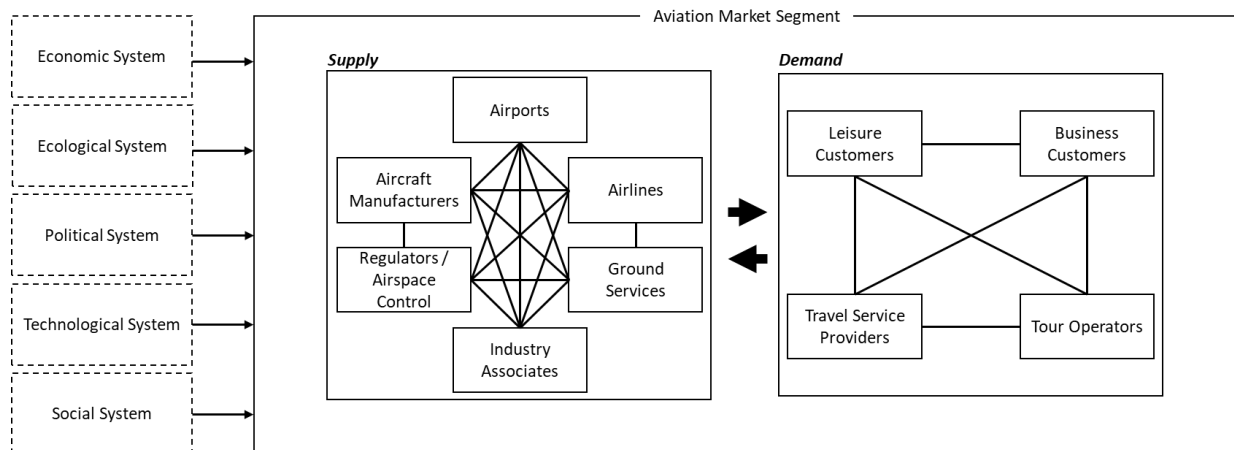 Aviation Market Segment
Economic System
Ecological System
Political System
Technological System
Social System
Supply
Airports
Aircraft
Manufacturers
Airlines
Regulators /
Airspace
Control
Ground
Services
Industry
Associates
Demand
Leisure
Customers
Business
Customers
Travel Service
Providers
Tour Operators